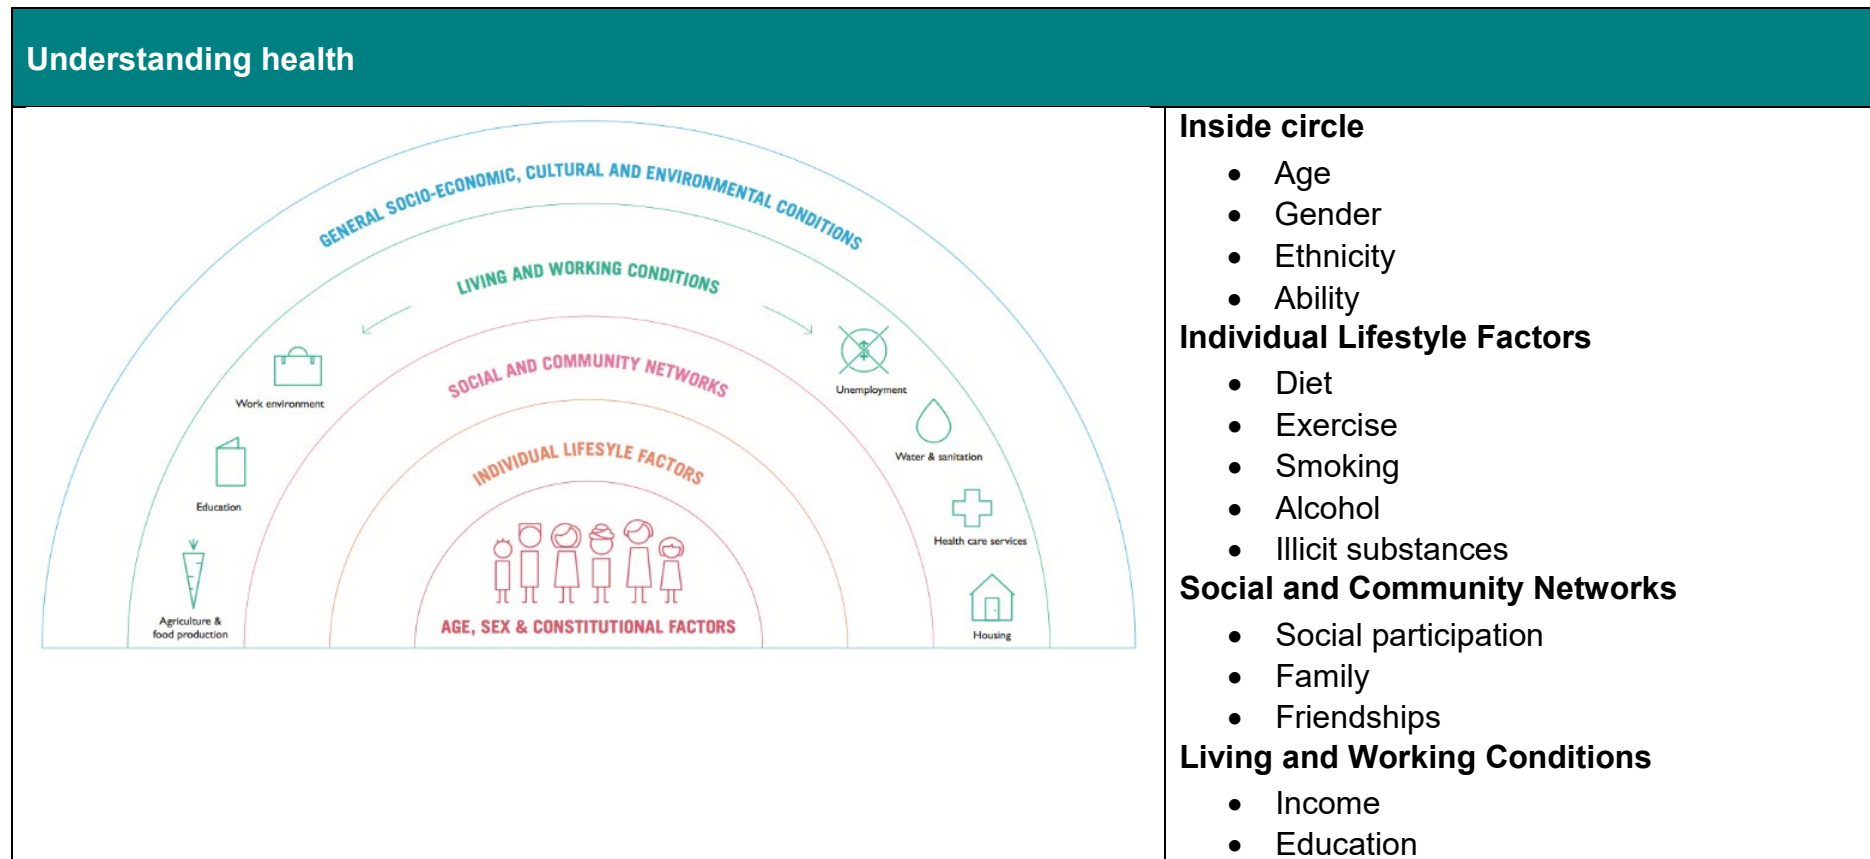 Understanding health
GENERAL SOCIO-ECONOMIC, CULTURAL AND ENVIRONMENTAL CONDITIONS
LIVING AND WORKING CONDITIONS
SOCIAL AND COMMUNITY NETWORKS
INDIVIDUAL LIFESYLE FACTORS
AGE, SEX & CONSTITUTIONAL FACTORS
Work environment
Education
Agriculture &
food production
Unemployment
Water & sanitation
Health care services
Housing
Inside circle
• Age
• Gender
• Ethnicity
• Ability
Individual Lifestyle Factors
• Diet
• Exercise
• Smoking
• Alcohol
• Illicit substances
Social and Community Networks
• Social participation
• Family
• Friendships
Living and Working Conditions
• Income
• Education